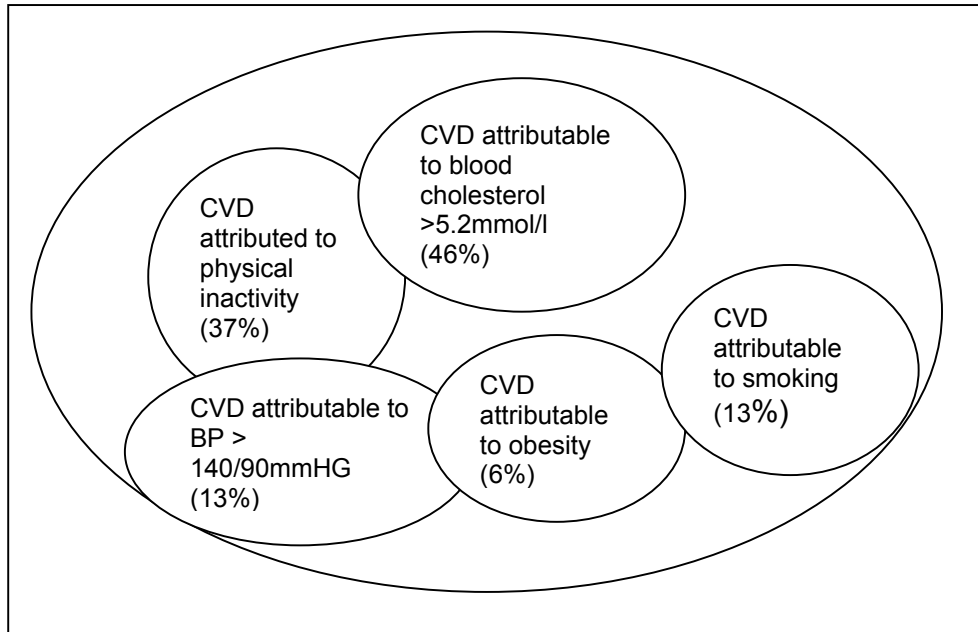 CVD attributable
to blood
cholesterol
>5.2mmol/l
(46%)
CVD
attributed to
physical
inactivity
(37%)
CVD
attributable
to smoking
(13%)
CVD attributable to
BP >
140/90mmHG
(13%)
CVD
attributable
to obesity
(6%)